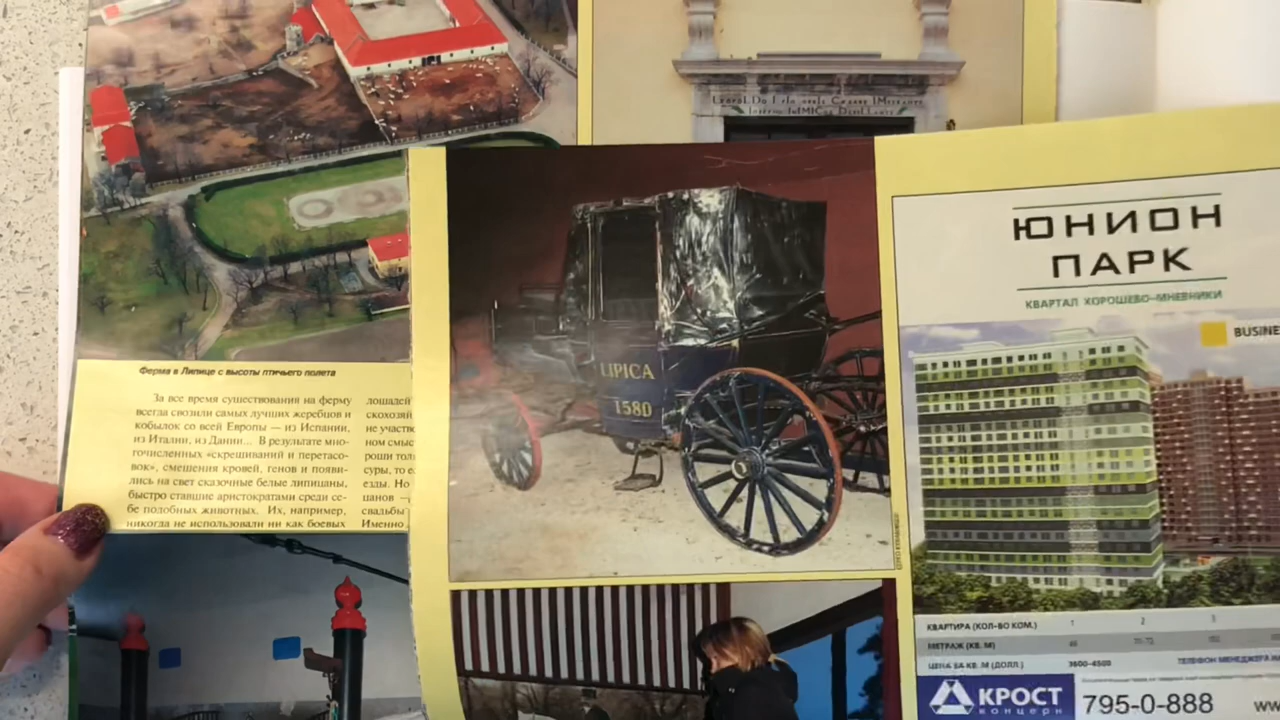 Ферма в Липице с высоты птичьего полета
За все время существования на ферму
всегда свозили самых лучших жеребцов и
кобылок со всей Европы — из Испании,
из Италии, из Дании... В результате мно-
гочисленных «скрещиваний и перетасо-
вок», смешения кровей, генов и появи-
лись на свет сказочные белые липицаны,
быстро ставшие аристократами среди се-
бе подобных животных. Их, например,
никогда не использовали ни как боевых
лошадей
скохозяй
не участв
ном смыс
роши тол
суры, то е
езды. Но
шанов —
свадьбы
Именно
LIPICA
1580
ЮНИОН
ПАРК
КВАРТАЛ ХОРОШЕВО-МНЕВНИКИ
BUSINE
КВАРТИРА (КОЛ-ВО КОМ.) 1 2 3
МЕТРАЖ (КВ. М)
ЦЕНА ЗА КВ. М (ДОЛЛ.) 3600-4500
ТЕЛЕФОН МЕНЕДЖЕРА
КРОСТ
КОНЦЕРН
795-0-888